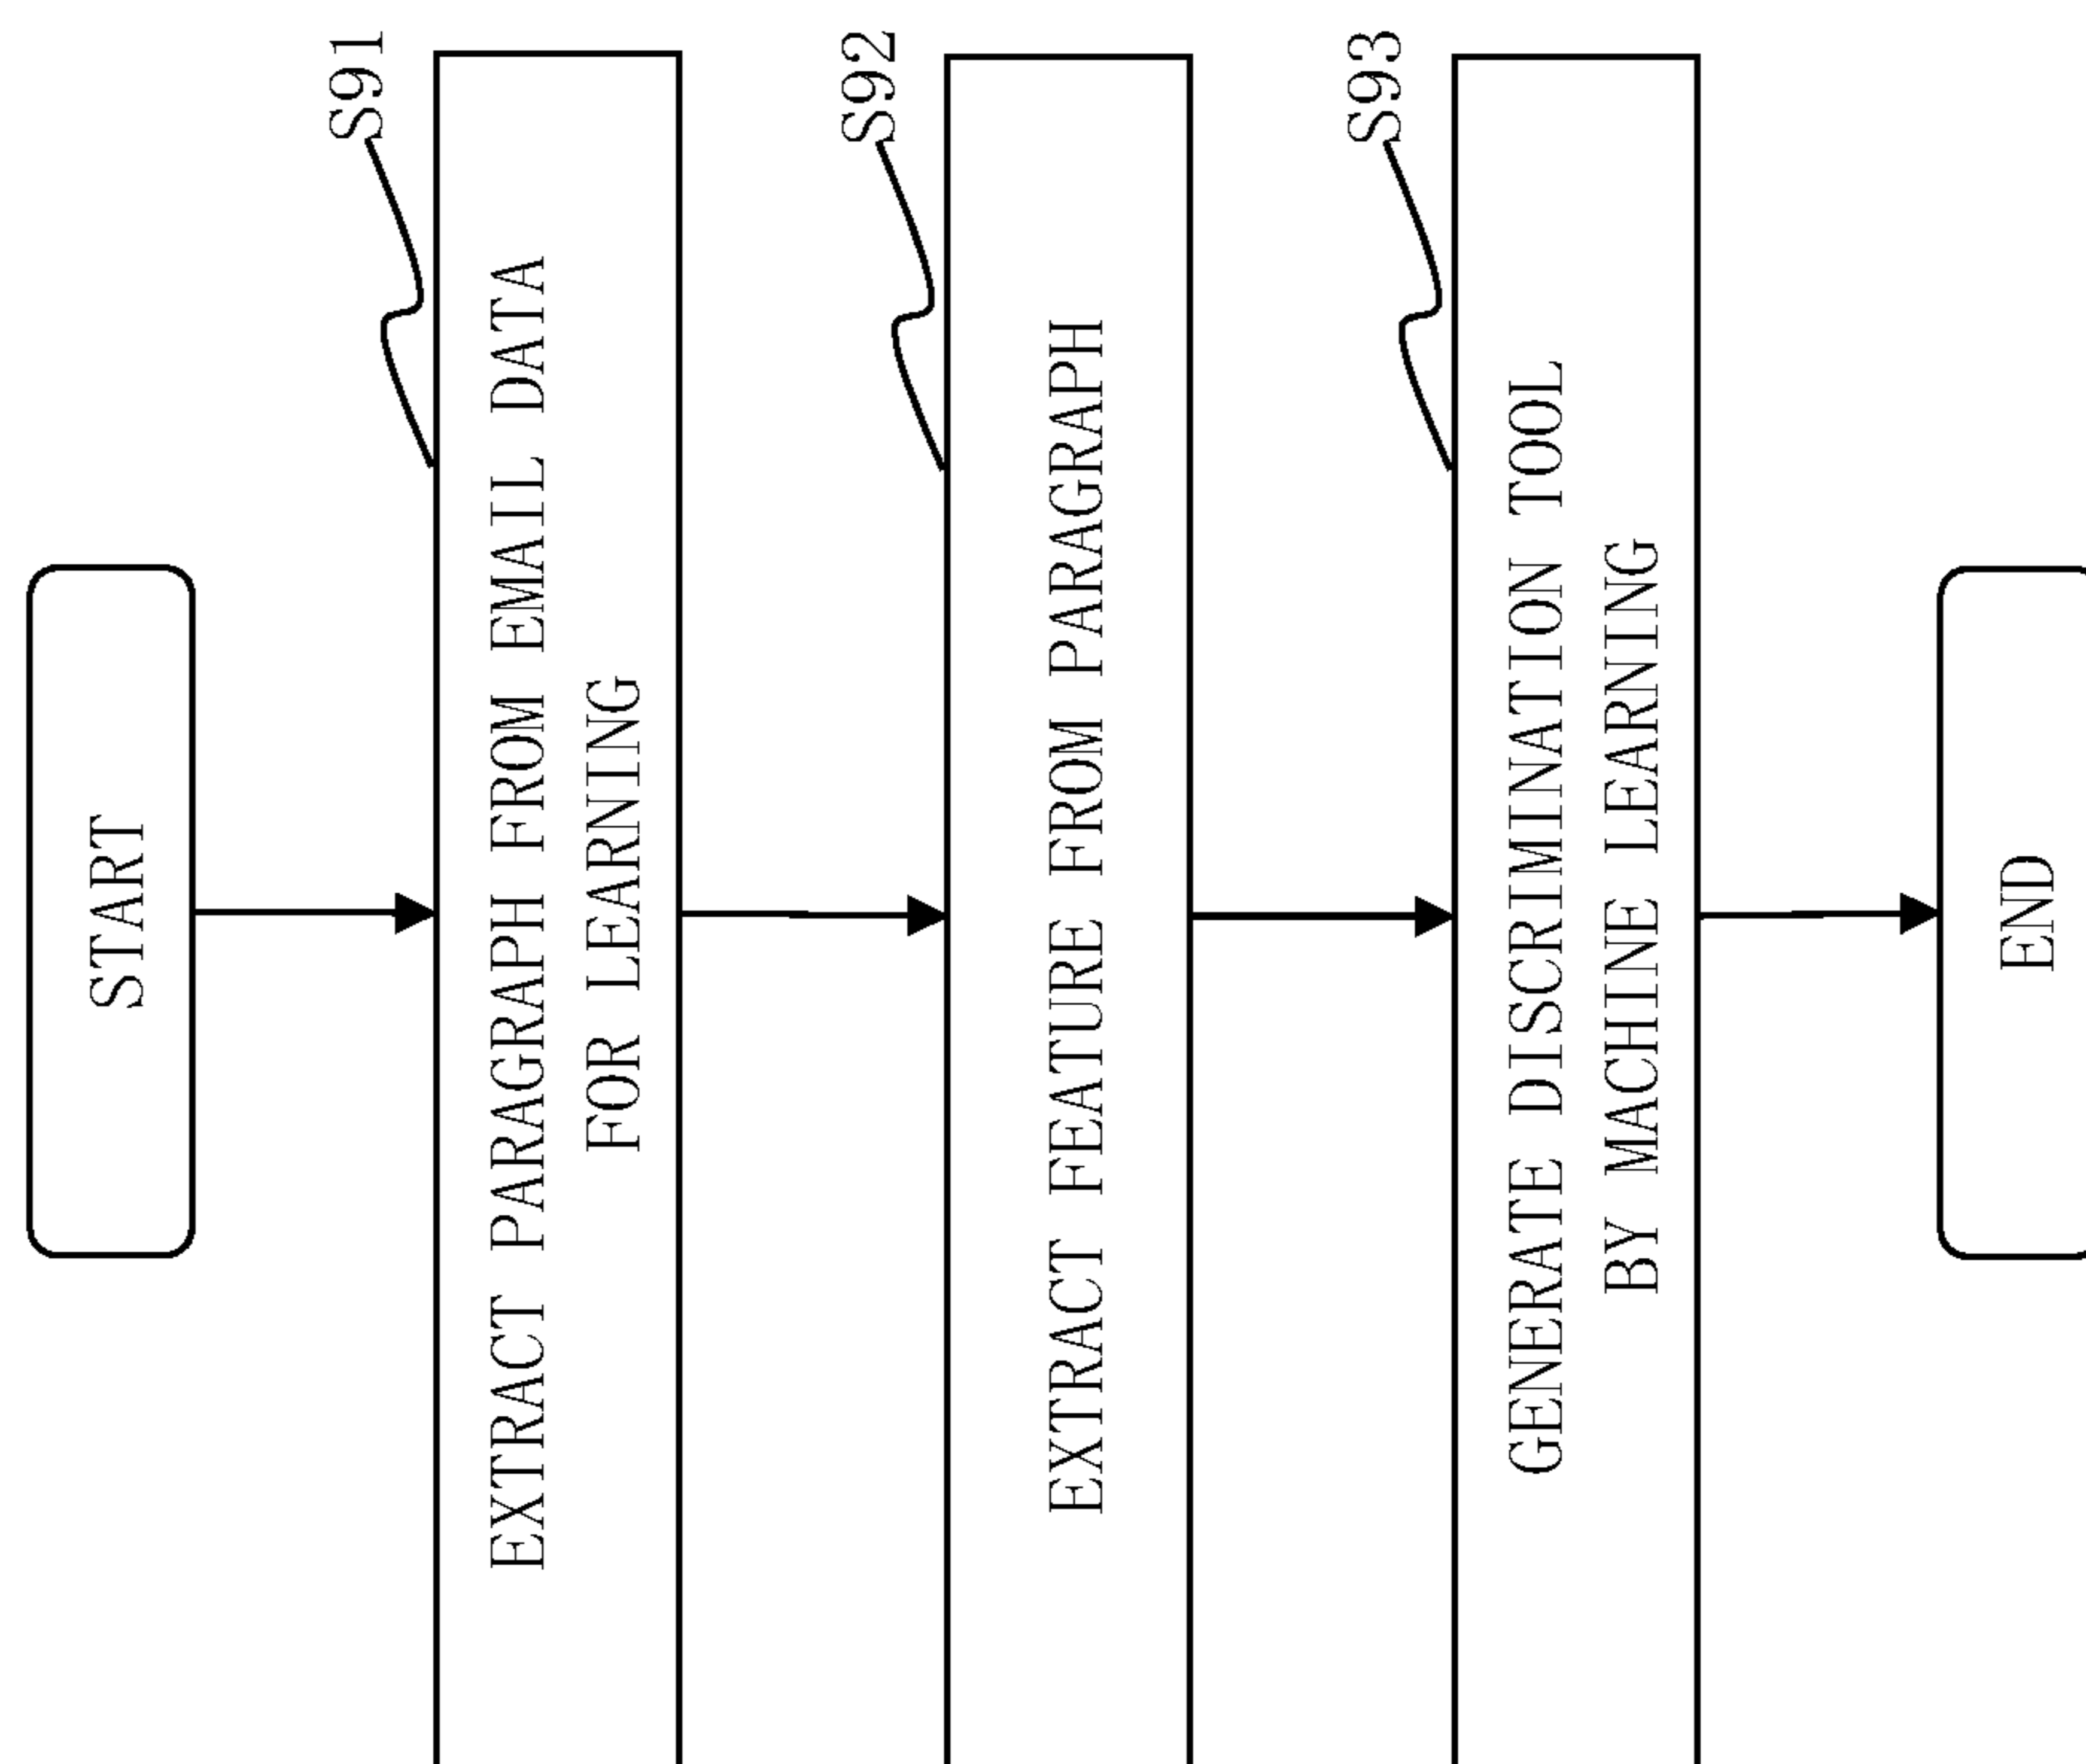 START
S91
EXTRACT PARAGRAPH FROM EMAIL DATA
FOR LEARNING
S92
EXTRACT FEATURE FROM PARAGRAPH
S93
GENERATE DISCRIMINATION TOOL
BY MACHINE LEARNING
END